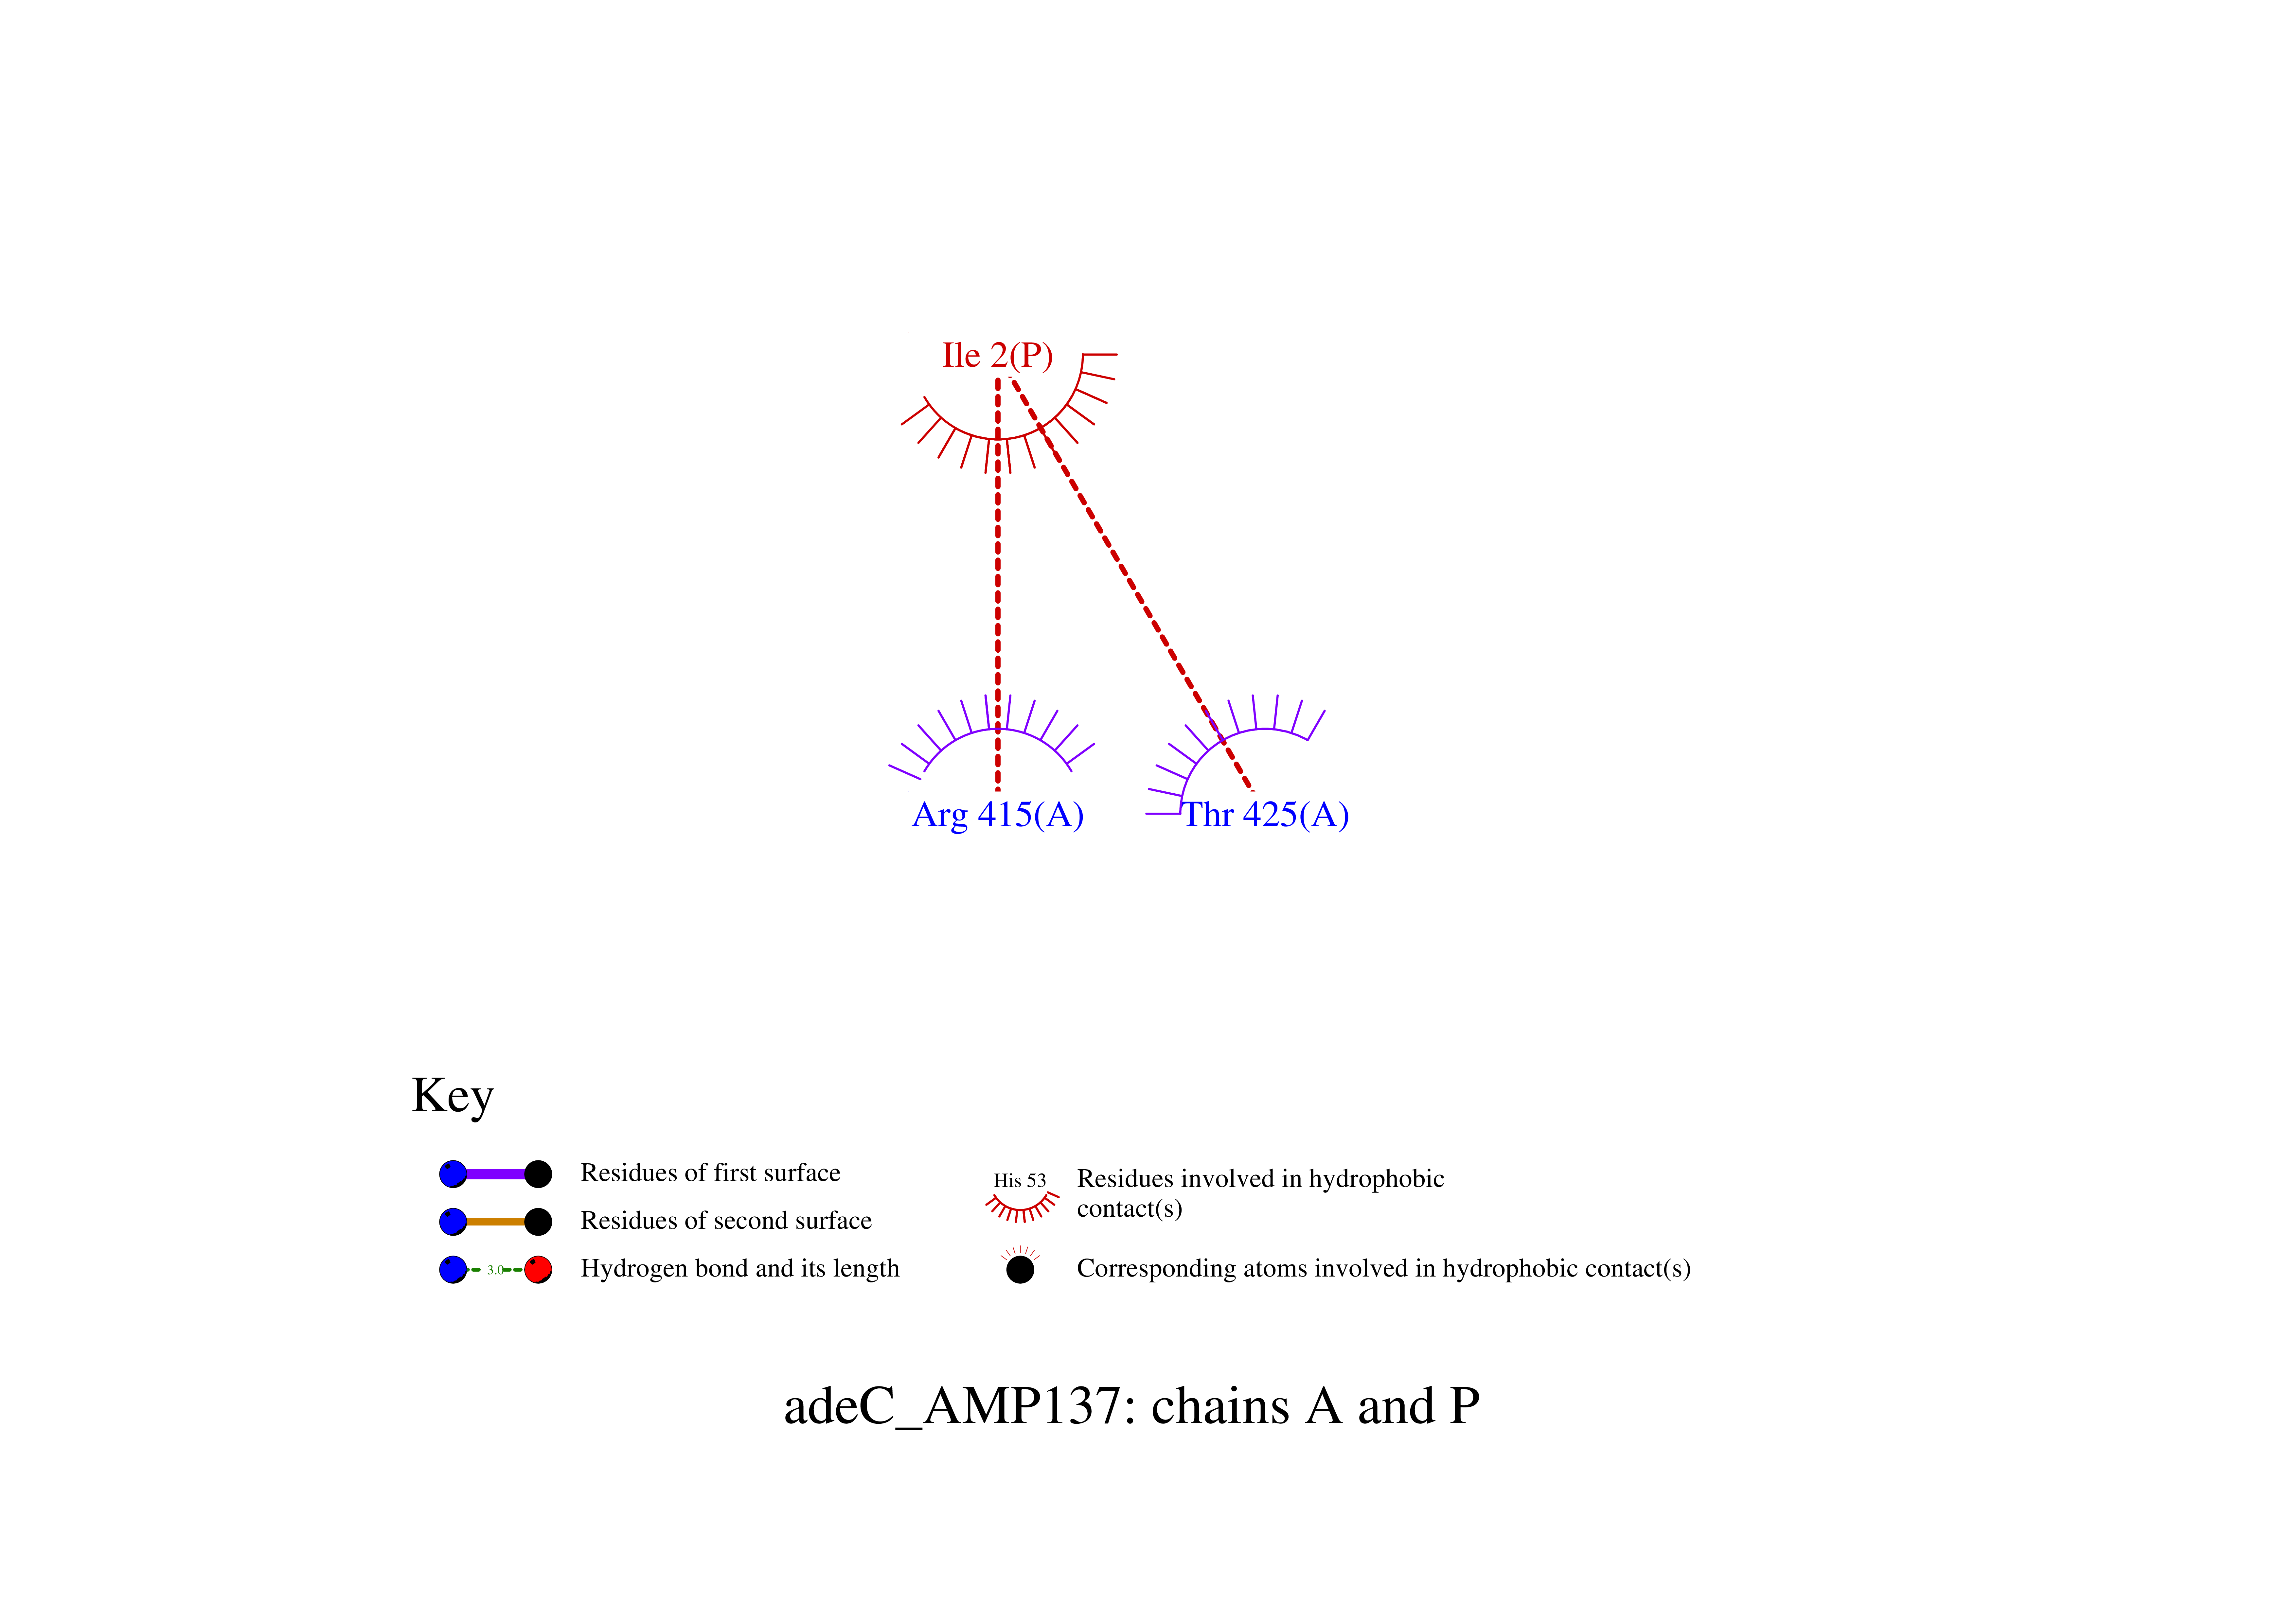 Ile 2(P)
Arg 415(A)
Thr 425(A)
Key
Residues of first surface
Residues of second surface
3.0
Hydrogen bond and its length
His 53
Residues involved in hydrophobic
contact(s)
Corresponding atoms involved in hydrophobic contact(s)
adeC_AMP137: chains A and P